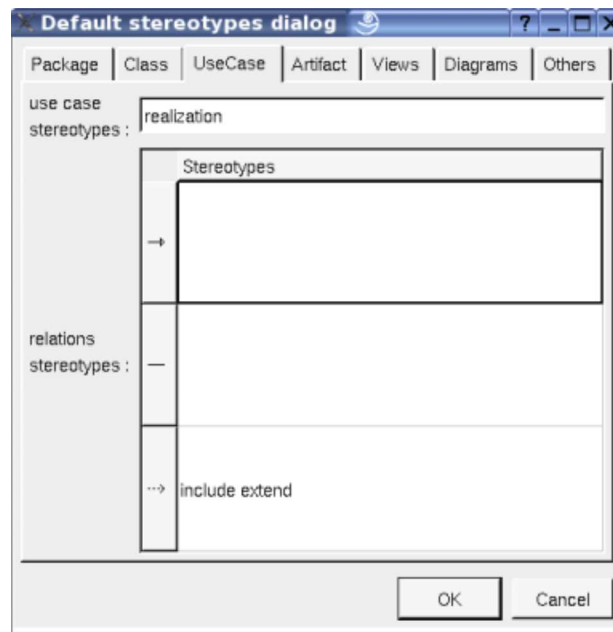 Default stereotypes dialog
Package Class UseCase Artifact Views Diagrams Others
use case
stereotypes :
realization
Stereotypes
relations
stereotypes :
include extend
OK Cancel